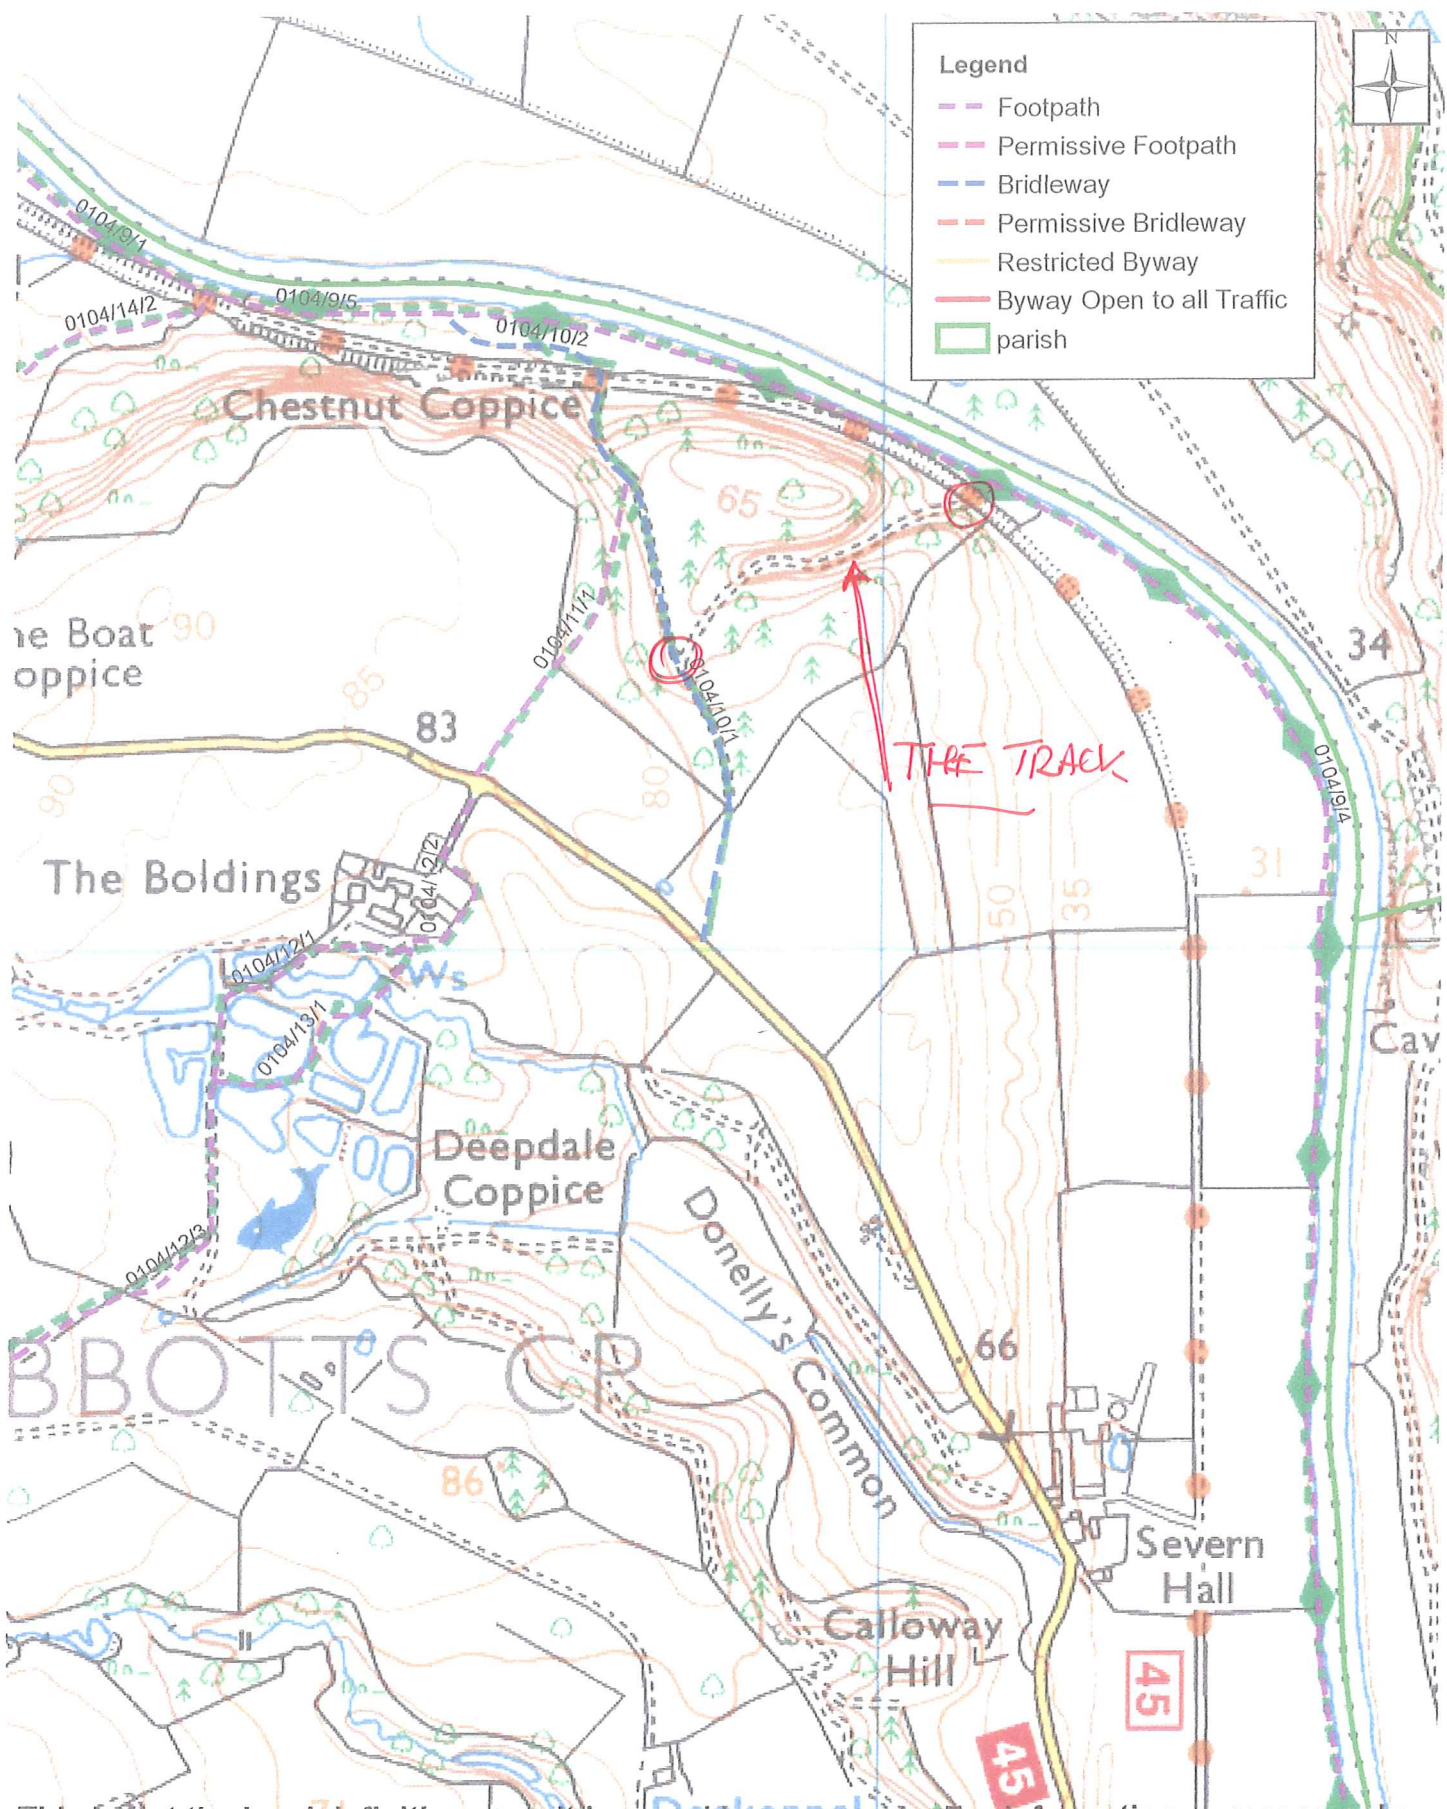 Legend
N
Footpath
Permissive Footpath
Bridleway
Permissive Bridleway
Restricted Byway
Byway Open to all Traffic
parish
0104/9/1
0104/14/2
0104/9/5
0104/10/2
Chestnut Coppice
65
he Boat
oppice
90
85
0104/11/1
0104/10/1
34
83
80
90
THE TRACK
0104/9/4
The Boldings
0104/12/2
31
50
35
0104/12/1
Ws
0104/13/1
Cav
Deepdale
Coppice
Donelly's Common
0104/12/3
66
BBOTTS CP
86
Severn
Hall
Calloway
Hill
45
45